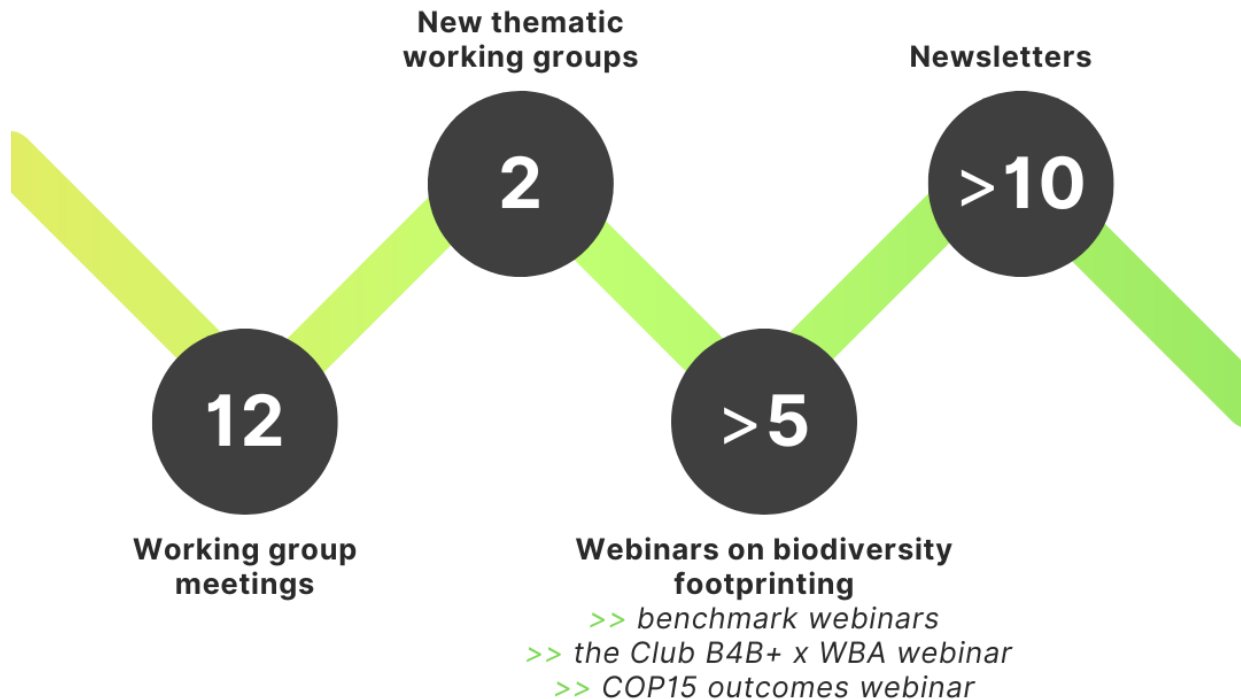 New thematic
working groups
2
Newsletters
>10
12
Working group
meetings
>5
Webinars on biodiversity
footprinting
>> benchmark webinars
>> the Club B4B+ x WBA webinar
>> COP15 outcomes webinar